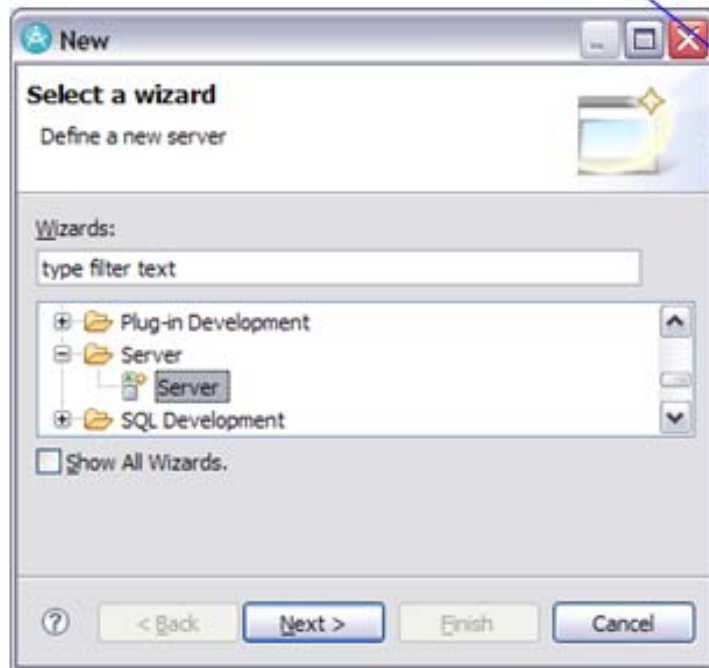 New
Select a wizard
Define a new server
Wizards:
type filter text
Plug-in Development
Server
Server
SQL Development
Show All Wizards.
? < Back Next > Finish Cancel